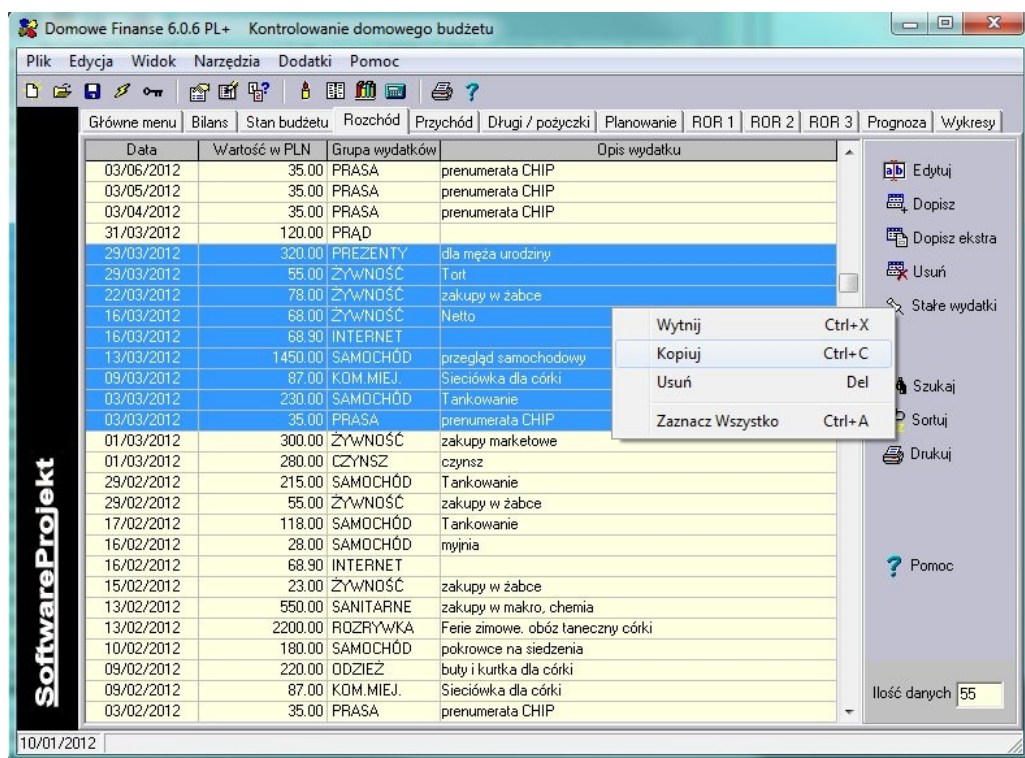 Domowe Finanse 6.0.6 PL+ Kontrolowanie domowego budżetu
Plik Edycja Widok Narzędzia Dodatki Pomoc
Główne menu Bilans Stan budżetu Rozchód Przychód Długi / pożyczki Planowanie ROR 1 ROR 2 ROR 3 Prognoza Wykresy
Data Wartość w PLN Grupa wydatków Opis wydatku
03/06/2012 35.00 PRASA prenumerata CHIP
03/05/2012 35.00 PRASA prenumerata CHIP
03/04/2012 35.00 PRASA prenumerata CHIP
31/03/2012 120.00 PRĄD
29/03/2012 320.00 PREZENTY dla męża urodziny
29/03/2012 55.00 ŻYWNOŚĆ Tort
22/03/2012 78.00 ŻYWNOŚĆ zakupy w żabce
16/03/2012 68.00 ŻYWNOŚĆ Netto
16/03/2012 68.90 INTERNET
13/03/2012 1450.00 SAMOCHÓD przegląd samochodowy
09/03/2012 87.00 KOM.MIEJ. Sieciówka dla córki
03/03/2012 230.00 SAMOCHÓD Tankowanie
03/03/2012 35.00 PRASA prenumerata CHIP
01/03/2012 300.00 ŻYWNOŚĆ zakupy marketowe
01/03/2012 280.00 CZYNSZ czynsz
29/02/2012 215.00 SAMOCHÓD Tankowanie
29/02/2012 55.00 ŻYWNOŚĆ zakupy w żabce
17/02/2012 118.00 SAMOCHÓD Tankowanie
16/02/2012 28.00 SAMOCHÓD myjnia
16/02/2012 68.90 INTERNET
15/02/2012 23.00 ŻYWNOŚĆ zakupy w żabce
13/02/2012 550.00 SANITARNE zakupy w makro, chemia
13/02/2012 2200.00 ROZRYWKA Ferie zimowe. obóz taneczny córki
10/02/2012 180.00 SAMOCHÓD pokrowce na siedzenia
09/02/2012 220.00 ODZIEŻ buty i kurtka dla córki
09/02/2012 87.00 KOM.MIEJ. Sieciówka dla córki
03/02/2012 35.00 PRASA prenumerata CHIP
Wytnij Ctrl+X
Kopiuj Ctrl+C
Usuń Del
Zaznacz Wszystko Ctrl+A
Edytuj
Dopisz
Dopisz ekstra
Usuń
Stałe wydatki
Szukaj
Sortuj
Drukuj
Pomoc
Ilość danych 55
SoftwareProjekt
10/01/2012